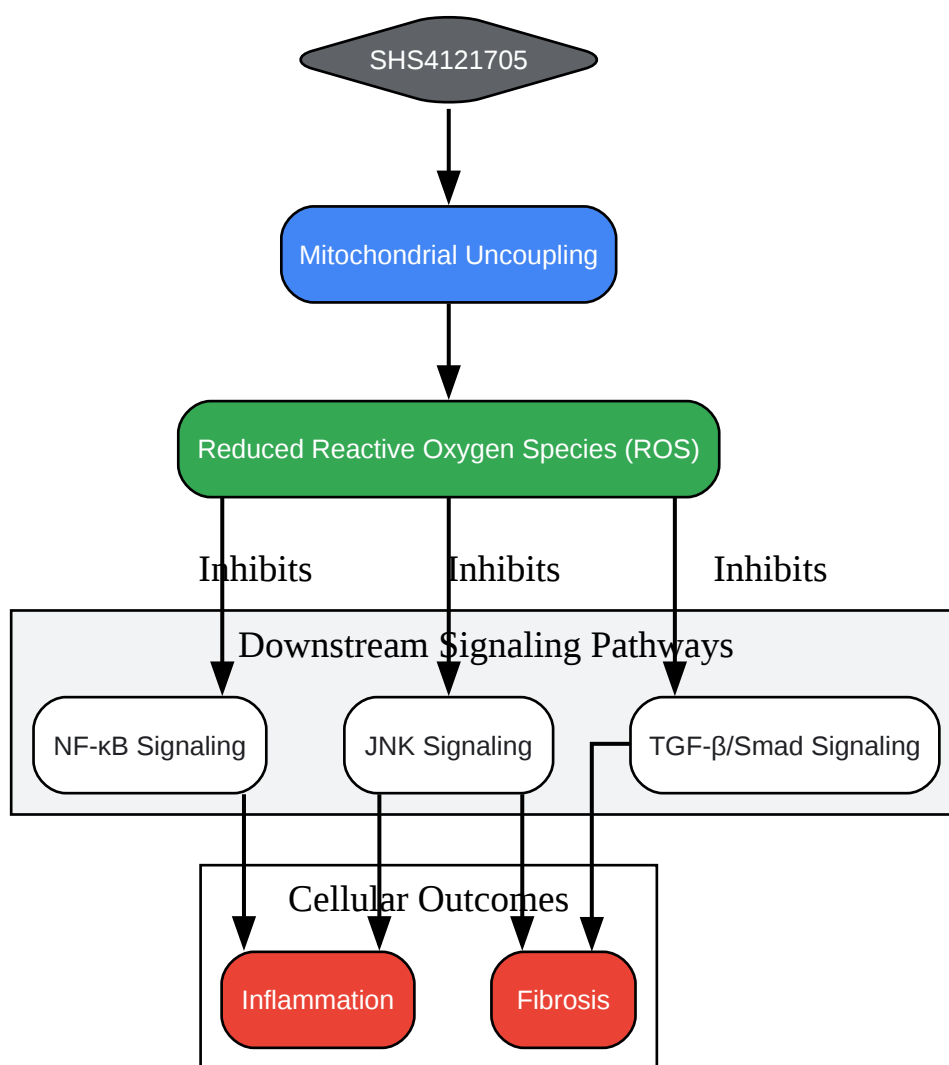 SHS4121705
Mitochondrial Uncoupling
Reduced Reactive Oxygen Species (ROS)
Inhibits Inhibits Inhibits
Downstream Signaling Pathways
NF-κB Signaling JNK Signaling TGF-β/Smad Signaling
Cellular Outcomes
Inflammation Fibrosis